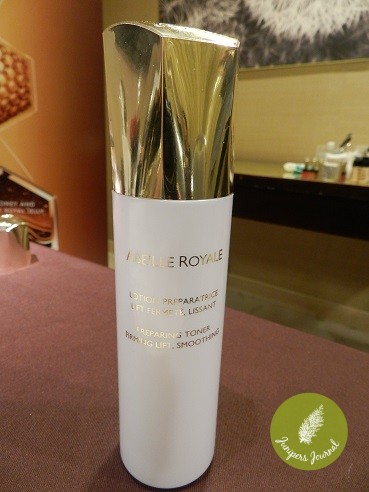 ABEILLE ROYALE
LOTION PRÉPARATRICE
LIFT FERMETÉ, LISSANT
PREPARING TONER
FIRMING LIFT, SMOOTHING
Junipers Journal